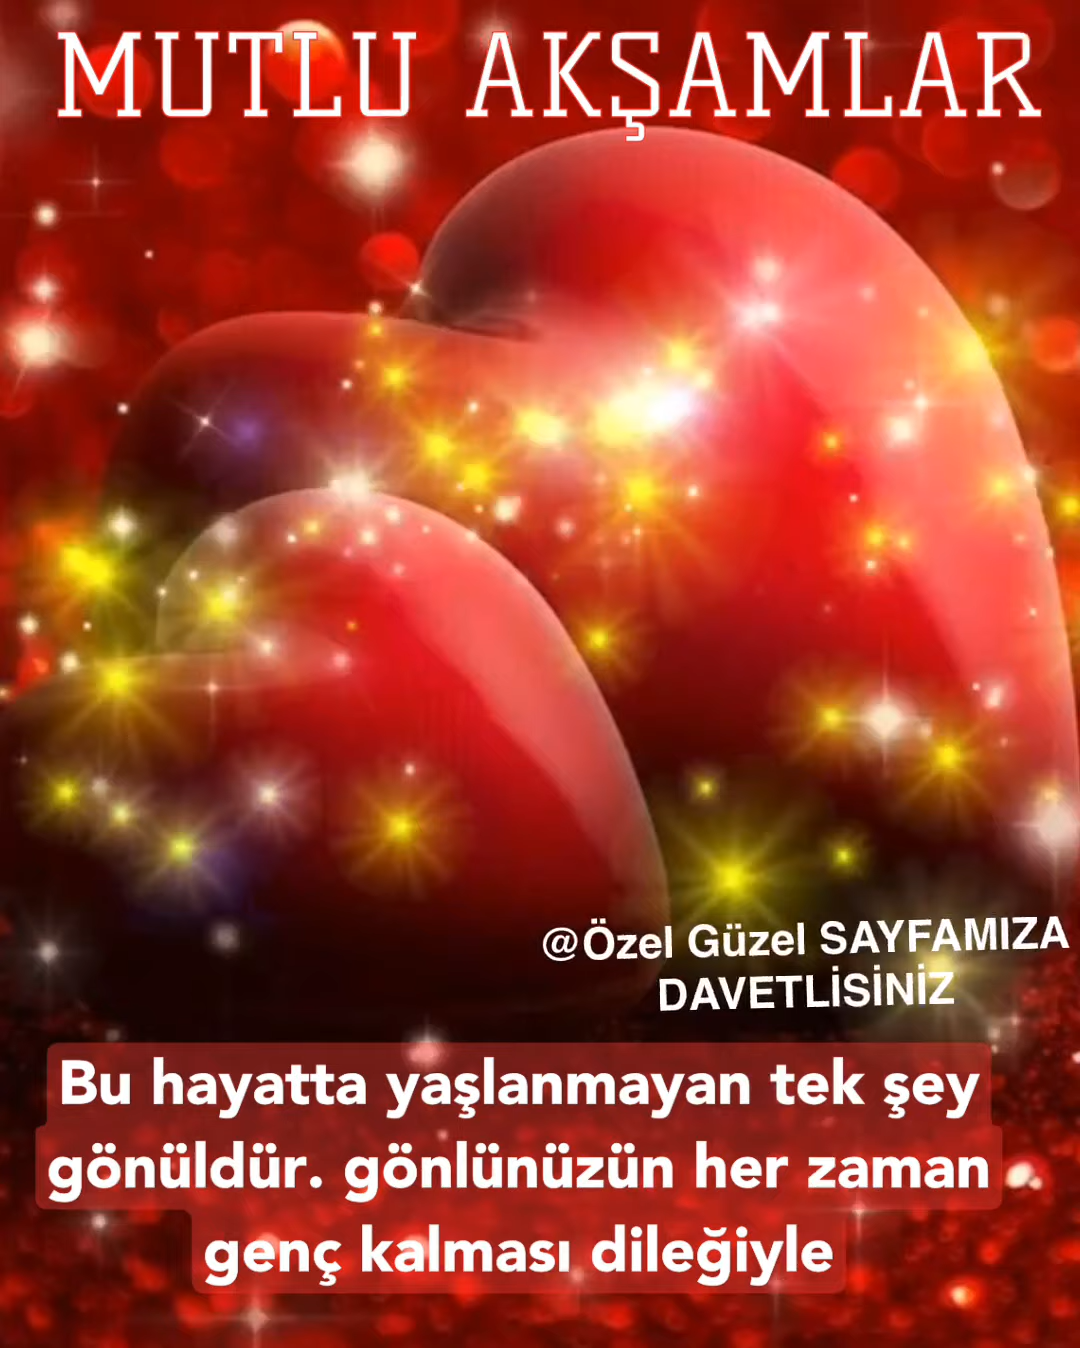 MUTLU AKŞAMLAR
@Özel Güzel SAYFAMIZA
DAVETLİSİNİZ
Bu hayatta yaşlanmayan tek şey
gönüldür. gönlünüzün her zaman
genç kalması dileğiyle